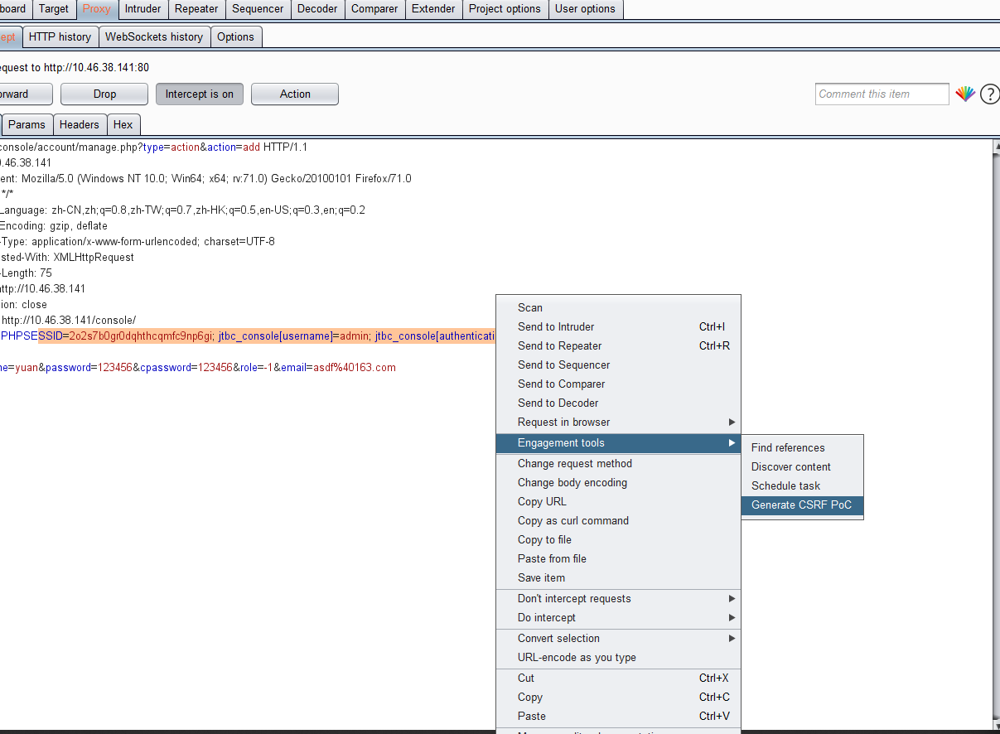 board Target Proxy Intruder Repeater Sequencer Decoder Comparer Extender Project options User options
ept HTTP history WebSockets history Options
equest to http://10.46.38.141:80
orward Drop Intercept is on Action Comment this item ?
Params Headers Hex
console/account/manage.php?type=action&action=add HTTP/1.1
0.46.38.141
ent: Mozilla/5.0 (Windows NT 10.0; Win64; x64; rv:71.0) Gecko/20100101 Firefox/71.0
*/*
Language: zh-CN,zh;q=0.8,zh-TW;q=0.7,zh-HK;q=0.5,en-US;q=0.3,en;q=0.2
Encoding: gzip, deflate
-Type: application/x-www-form-urlencoded; charset=UTF-8
sted-With: XMLHttpRequest
-Length: 75
http://10.46.38.141
ion: close
http://10.46.38.141/console/
PHPSESSID=2o2s7b0gr0dqhthcqmfc9np6gi; jtbc_console[username]=admin; jtbc_console[authenticati
ne=yuan&password=123456&cpassword=123456&role=-1&email=asdf%40163.com
Scan
Send to Intruder Ctrl+I
Send to Repeater Ctrl+R
Send to Sequencer
Send to Comparer
Send to Decoder
Request in browser
Engagement tools
Find references
Discover content
Schedule task
Generate CSRF PoC
Change request method
Change body encoding
Copy URL
Copy as curl command
Copy to file
Paste from file
Save item
Don't intercept requests
Do intercept
Convert selection
URL-encode as you type
Cut Ctrl+X
Copy Ctrl+C
Paste Ctrl+V